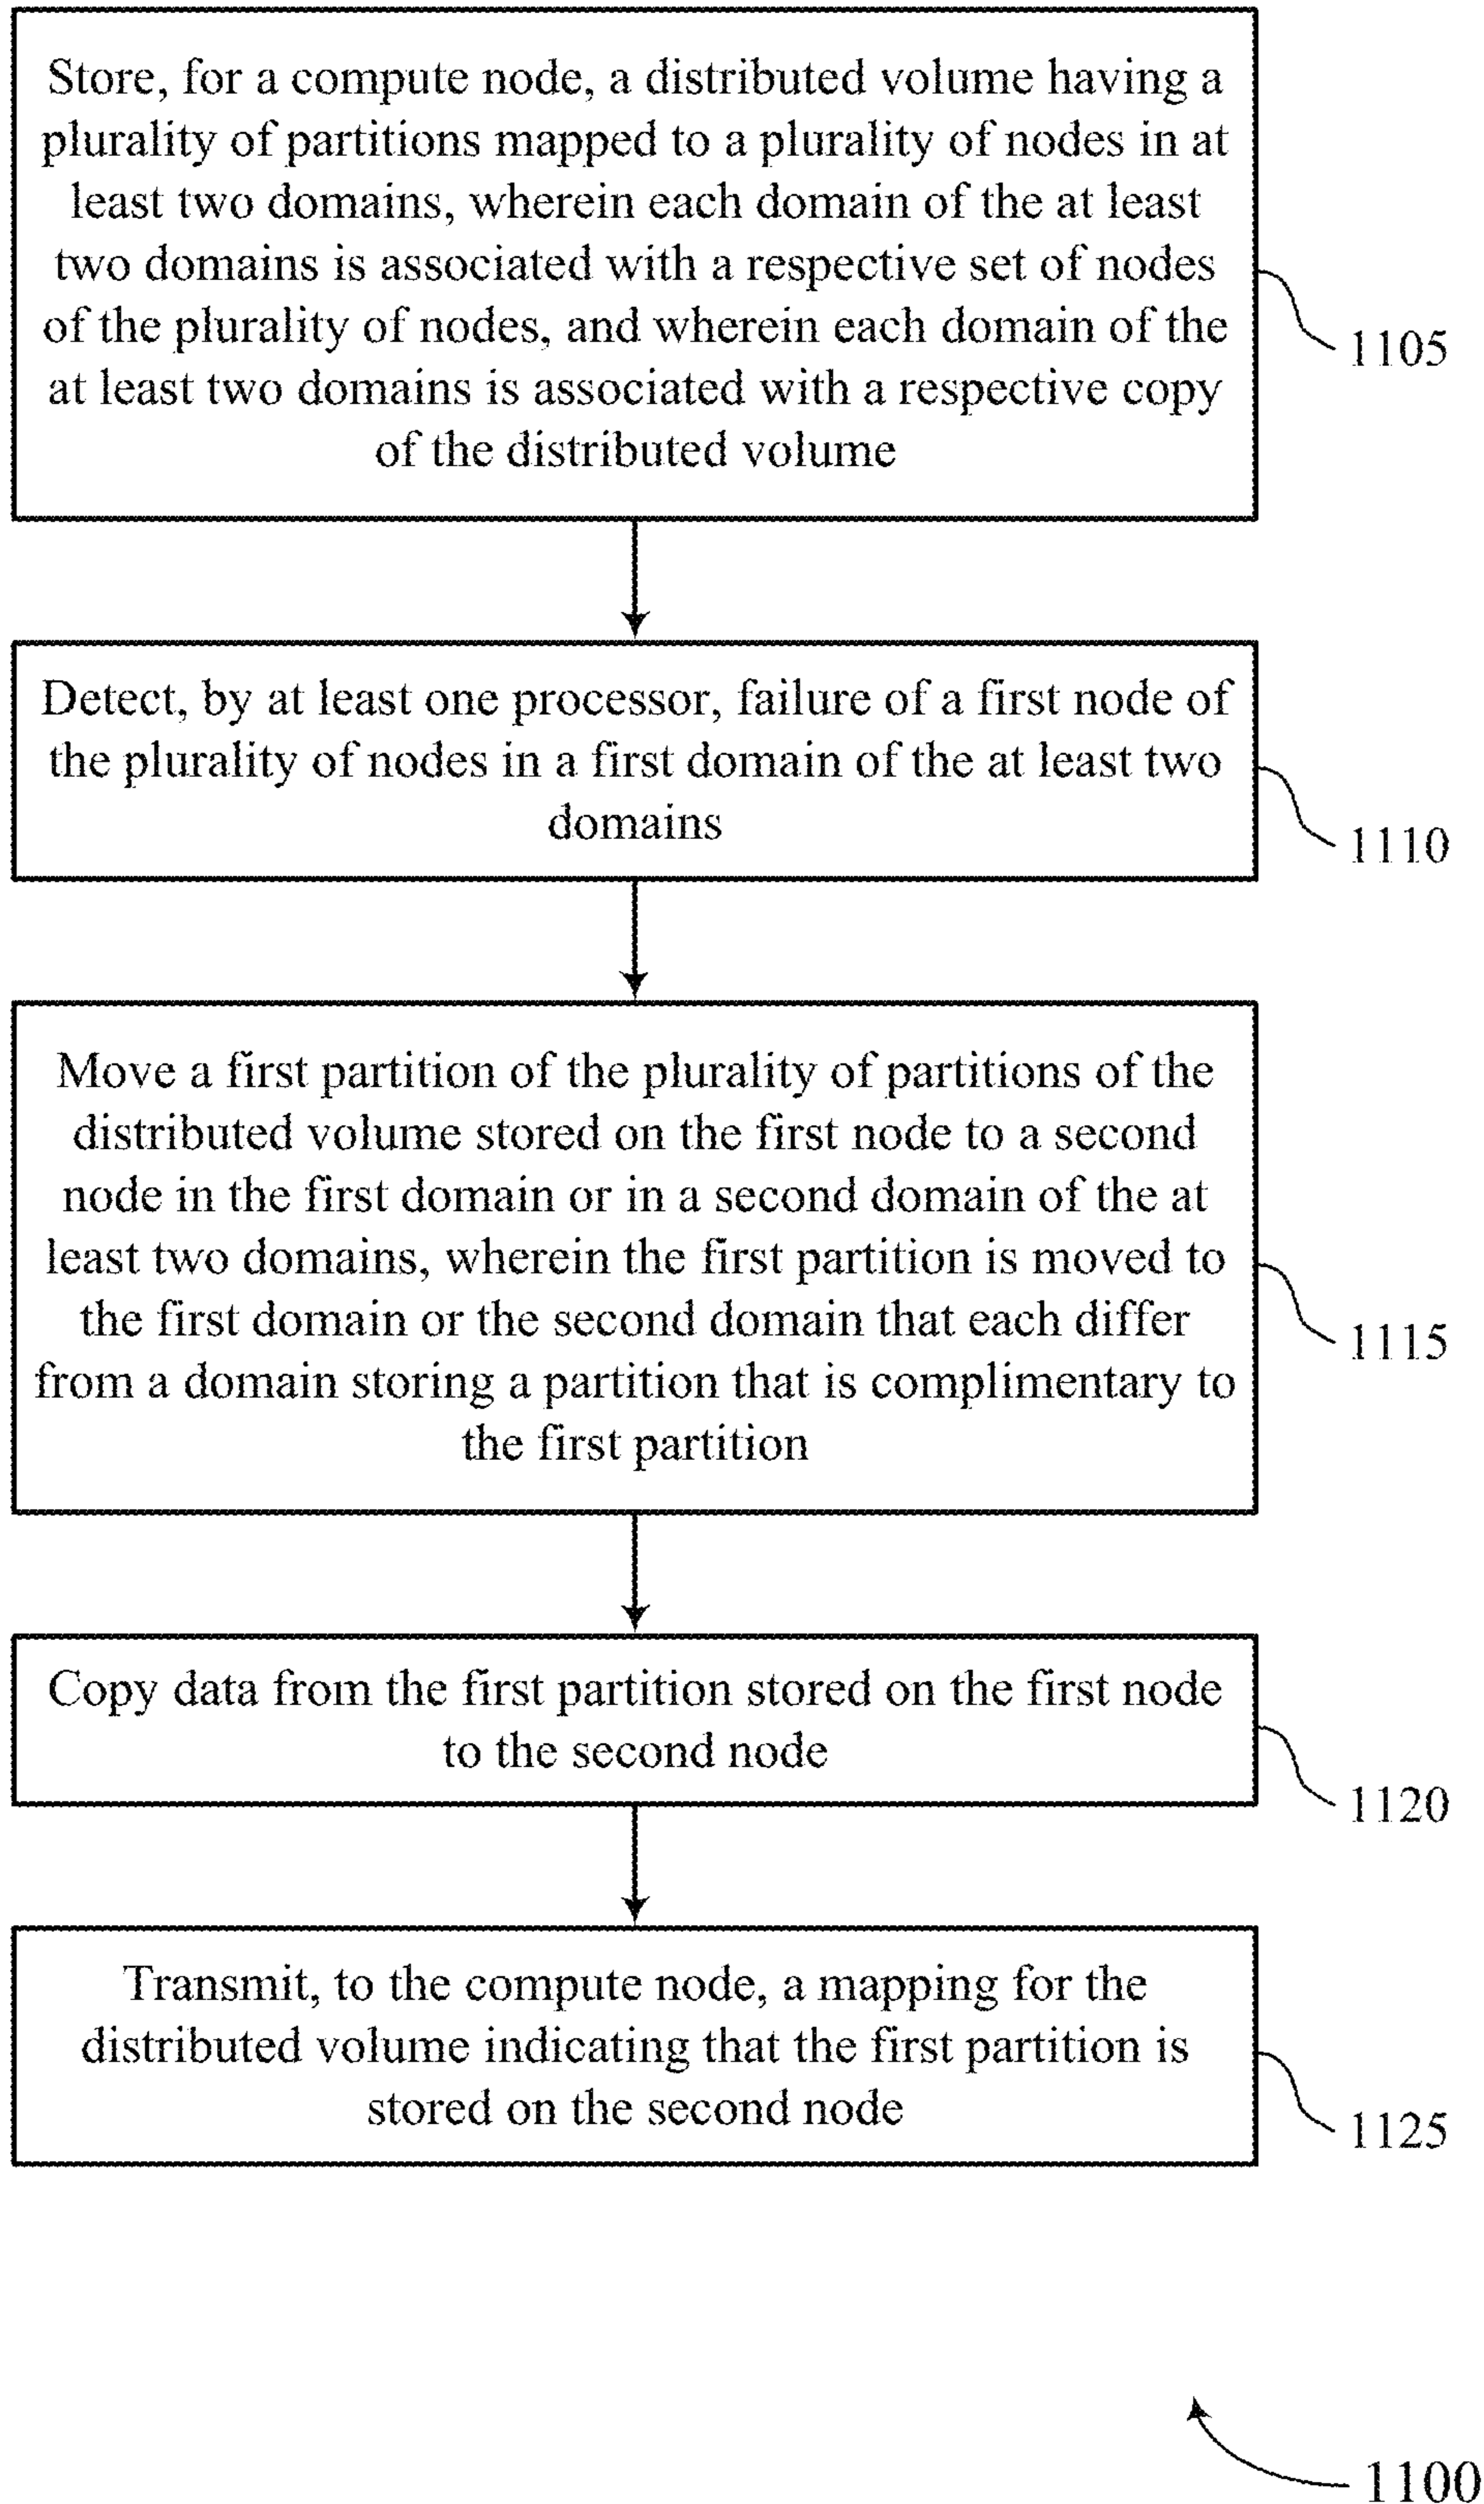 Store, for a compute node, a distributed volume having a
plurality of partitions mapped to a plurality of nodes in at
least two domains, wherein each domain of the at least
two domains is associated with a respective set of nodes
of the plurality of nodes, and wherein each domain of the
at least two domains is associated with a respective copy
of the distributed volume
1105
Detect, by at least one processor, failure of a first node of
the plurality of nodes in a first domain of the at least two
domains
1110
Move a first partition of the plurality of partitions of the
distributed volume stored on the first node to a second
node in the first domain or in a second domain of the at
least two domains, wherein the first partition is moved to
the first domain or the second domain that each differ
from a domain storing a partition that is complimentary to
the first partition
1115
Copy data from the first partition stored on the first node
to the second node
1120
Transmit, to the compute node, a mapping for the
distributed volume indicating that the first partition is
stored on the second node
1125
1100